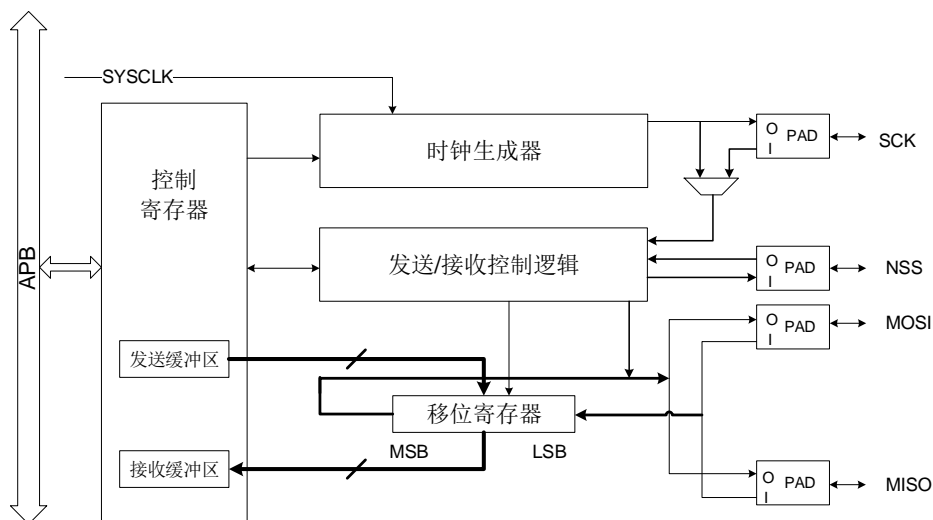 SYSCLK
时钟生成器
O
I
PAD
SCK
控制
寄存器
APB
发送/接收控制逻辑
O
I
PAD
NSS
O
I
PAD
MOSI
发送缓冲区
移位寄存器
MSB
LSB
接收缓冲区
O
I
PAD
MISO